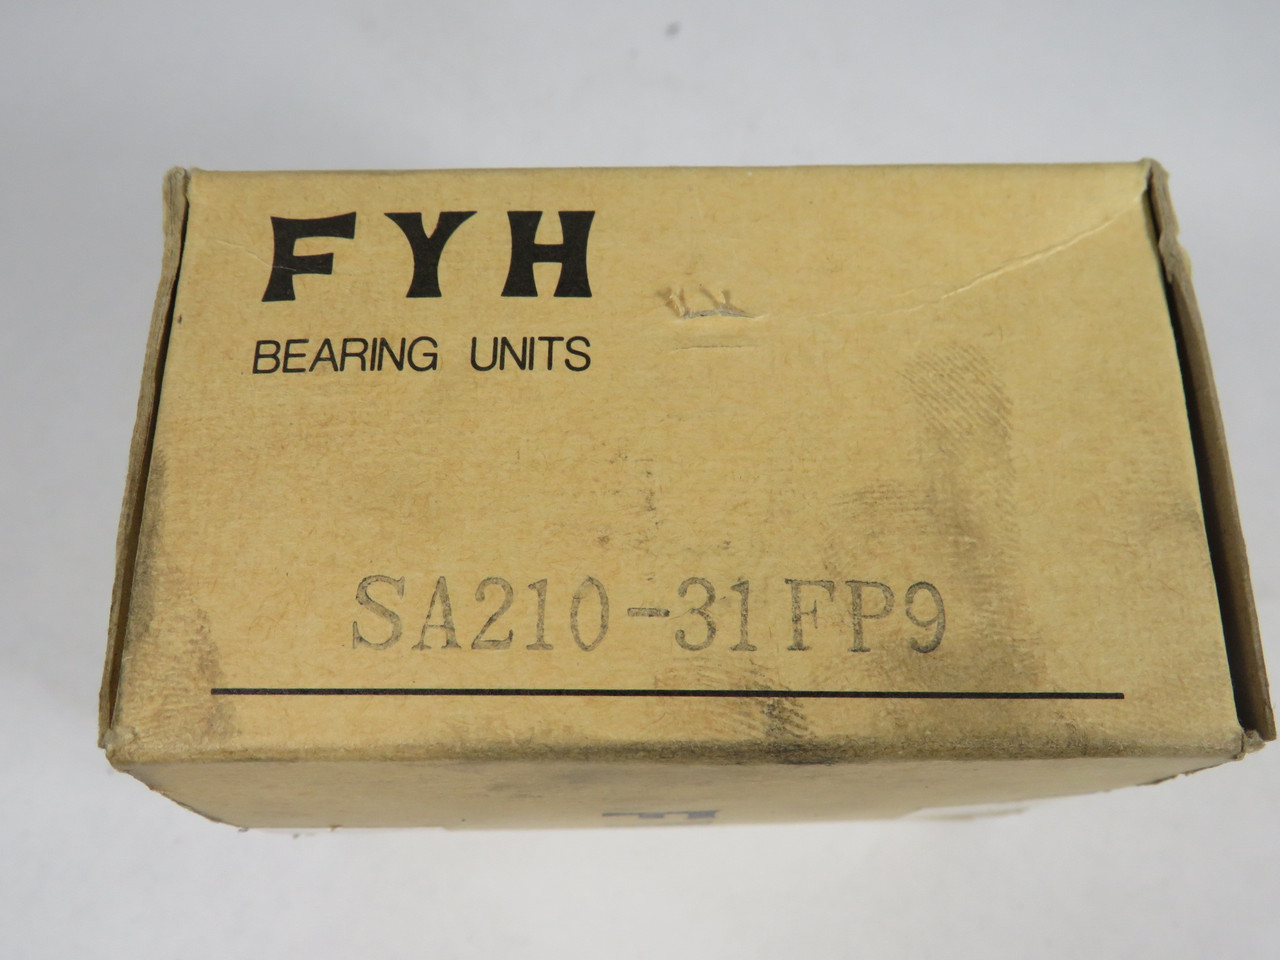 FYH
BEARING UNITS
SA210-31FP9